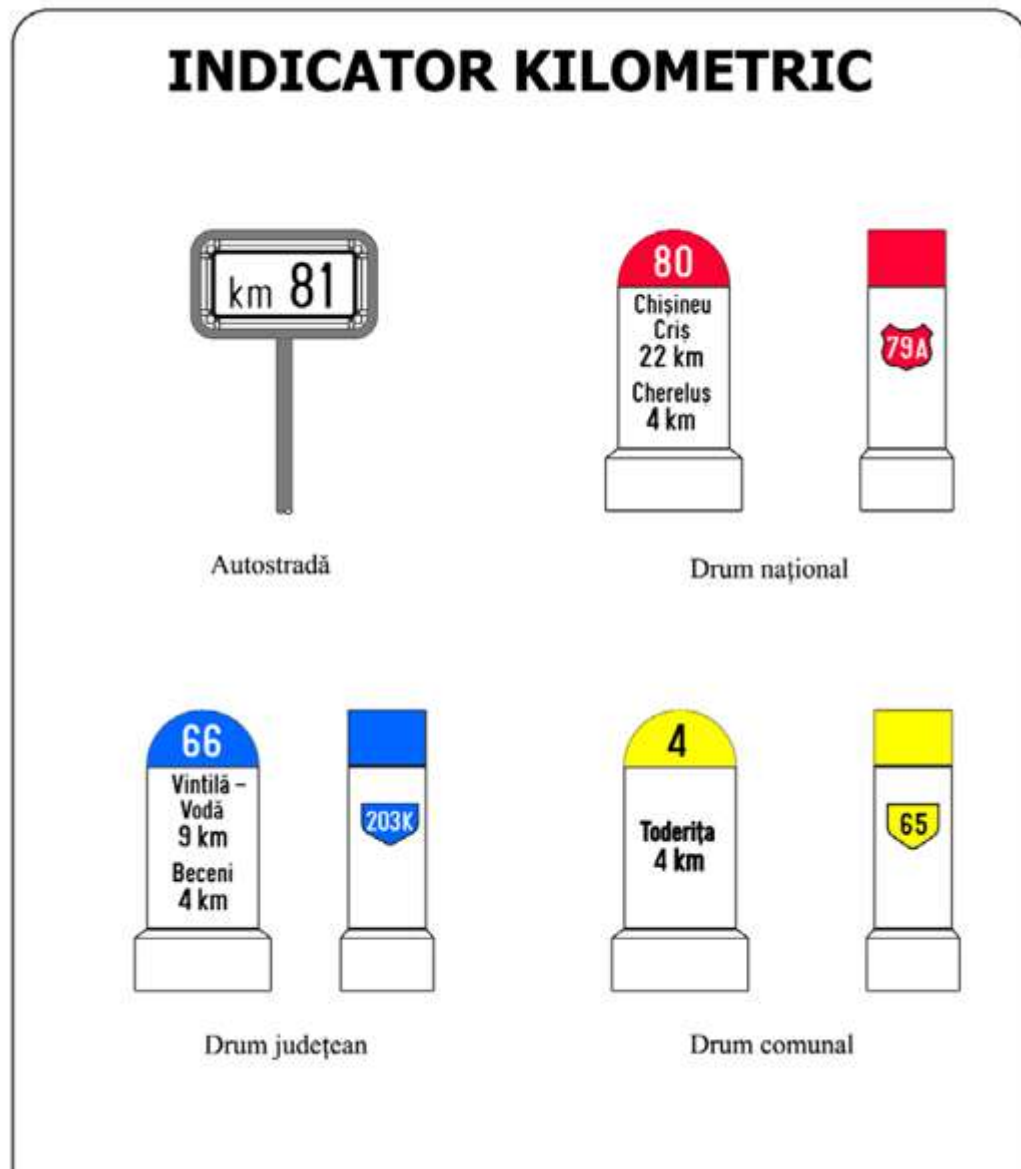 INDICATOR KILOMETRIC
km 81
Autostradă
80
Chișineu
Criș
22 km
Chereluș
4 km
79A
Drum național
66
Vintilă –
Vodă
9 km
Beceni
4 km
203K
Drum județean
4
Toderița
4 km
65
Drum comunal